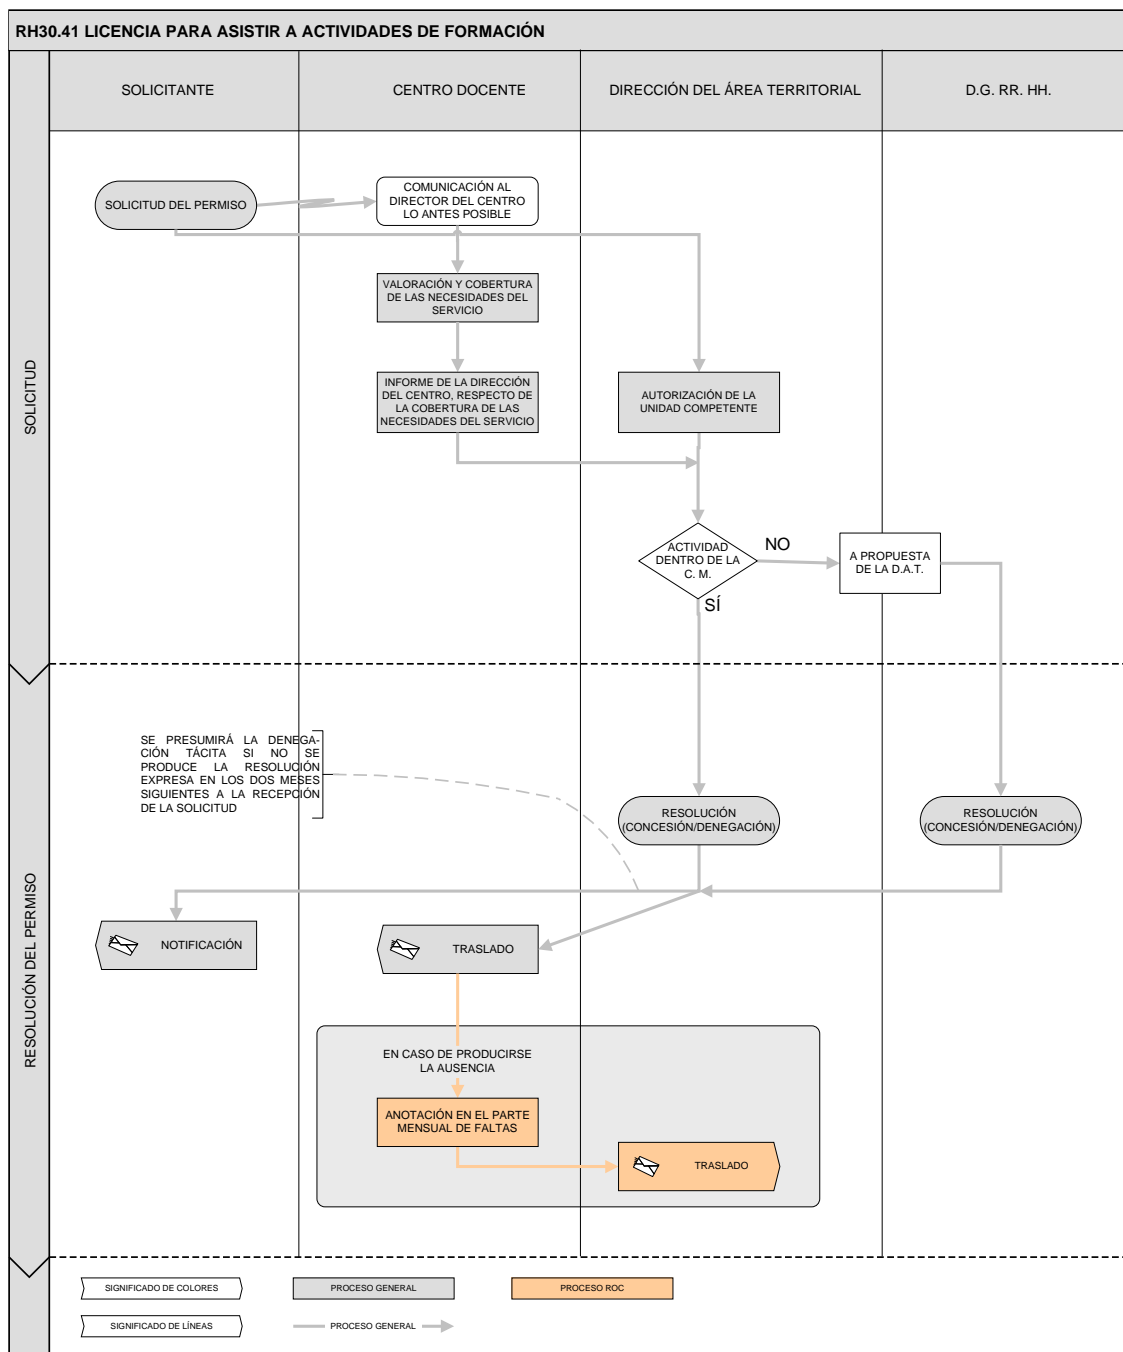 RH30.41 LICENCIA PARA ASISTIR A ACTIVIDADES DE FORMACIÓN
SOLICITANTE
CENTRO DOCENTE
DIRECCIÓN DEL ÁREA TERRITORIAL
D.G. RR. HH.
SOLICITUD
SOLICITUD DEL PERMISO
COMUNICACIÓN AL
DIRECTOR DEL CENTRO
LO ANTES POSIBLE
VALORACIÓN Y COBERTURA
DE LAS NECESIDADES DEL
SERVICIO
INFORME DE LA DIRECCIÓN
DEL CENTRO, RESPECTO DE
LA COBERTURA DE LAS
NECESIDADES DEL SERVICIO
AUTORIZACIÓN DE LA
UNIDAD COMPETENTE
ACTIVIDAD
DENTRO DE LA
C. M.
NO
SÍ
A PROPUESTA
DE LA D.A.T.
RESOLUCIÓN DEL PERMISO
SE PRESUMIRÁ LA DENEGA-
CIÓN TÁCITA SI NO SE
PRODUCE LA RESOLUCIÓN
EXPRESA EN LOS DOS MESES
SIGUIENTES A LA RECEPCIÓN
DE LA SOLICITUD
RESOLUCIÓN
(CONCESIÓN/DENEGACIÓN)
RESOLUCIÓN
(CONCESIÓN/DENEGACIÓN)
NOTIFICACIÓN
TRASLADO
EN CASO DE PRODUCIRSE
LA AUSENCIA
ANOTACIÓN EN EL PARTE
MENSUAL DE FALTAS
TRASLADO
SIGNIFICADO DE COLORES
PROCESO GENERAL
PROCESO ROC
SIGNIFICADO DE LÍNEAS
PROCESO GENERAL